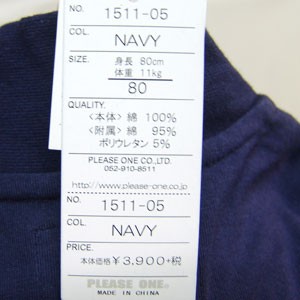 NO. 1511-05
COL. NAVY
SIZE. 身長 80cm
体重 11kg
80
QUALITY.
〈本体〉綿 100%
〈附属〉綿 95%
ポリウレタン 5%
PLEASE ONE CO.,LTD.
052-910-8511
http://www.please-one.co.jp
NO. 1511-05
COL. NAVY
PRICE.
本体価格 ¥3,900+税
PLEASE ONE.
MADE IN CHINA